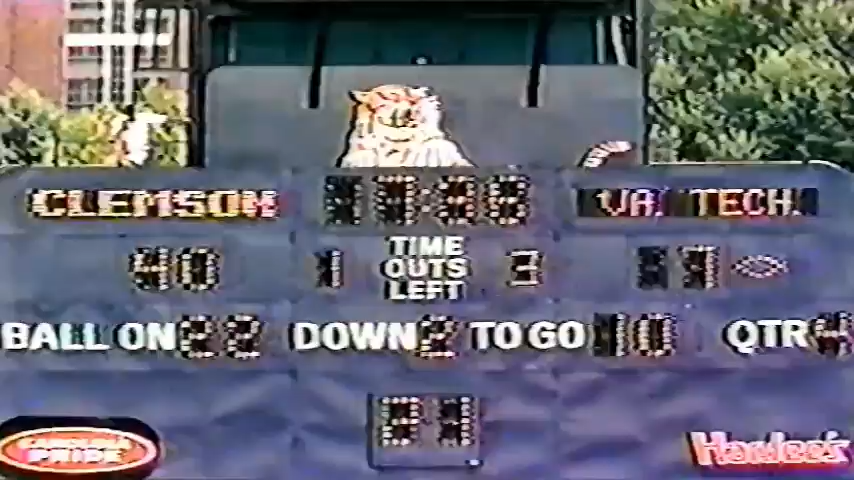 CLEMSON VA. TECH.
40 1 TIME OUTS LEFT 3
BALL ON 22 DOWN 2 TO GO 10 QTR 4
CAROLINA PRIDE
Hardee's